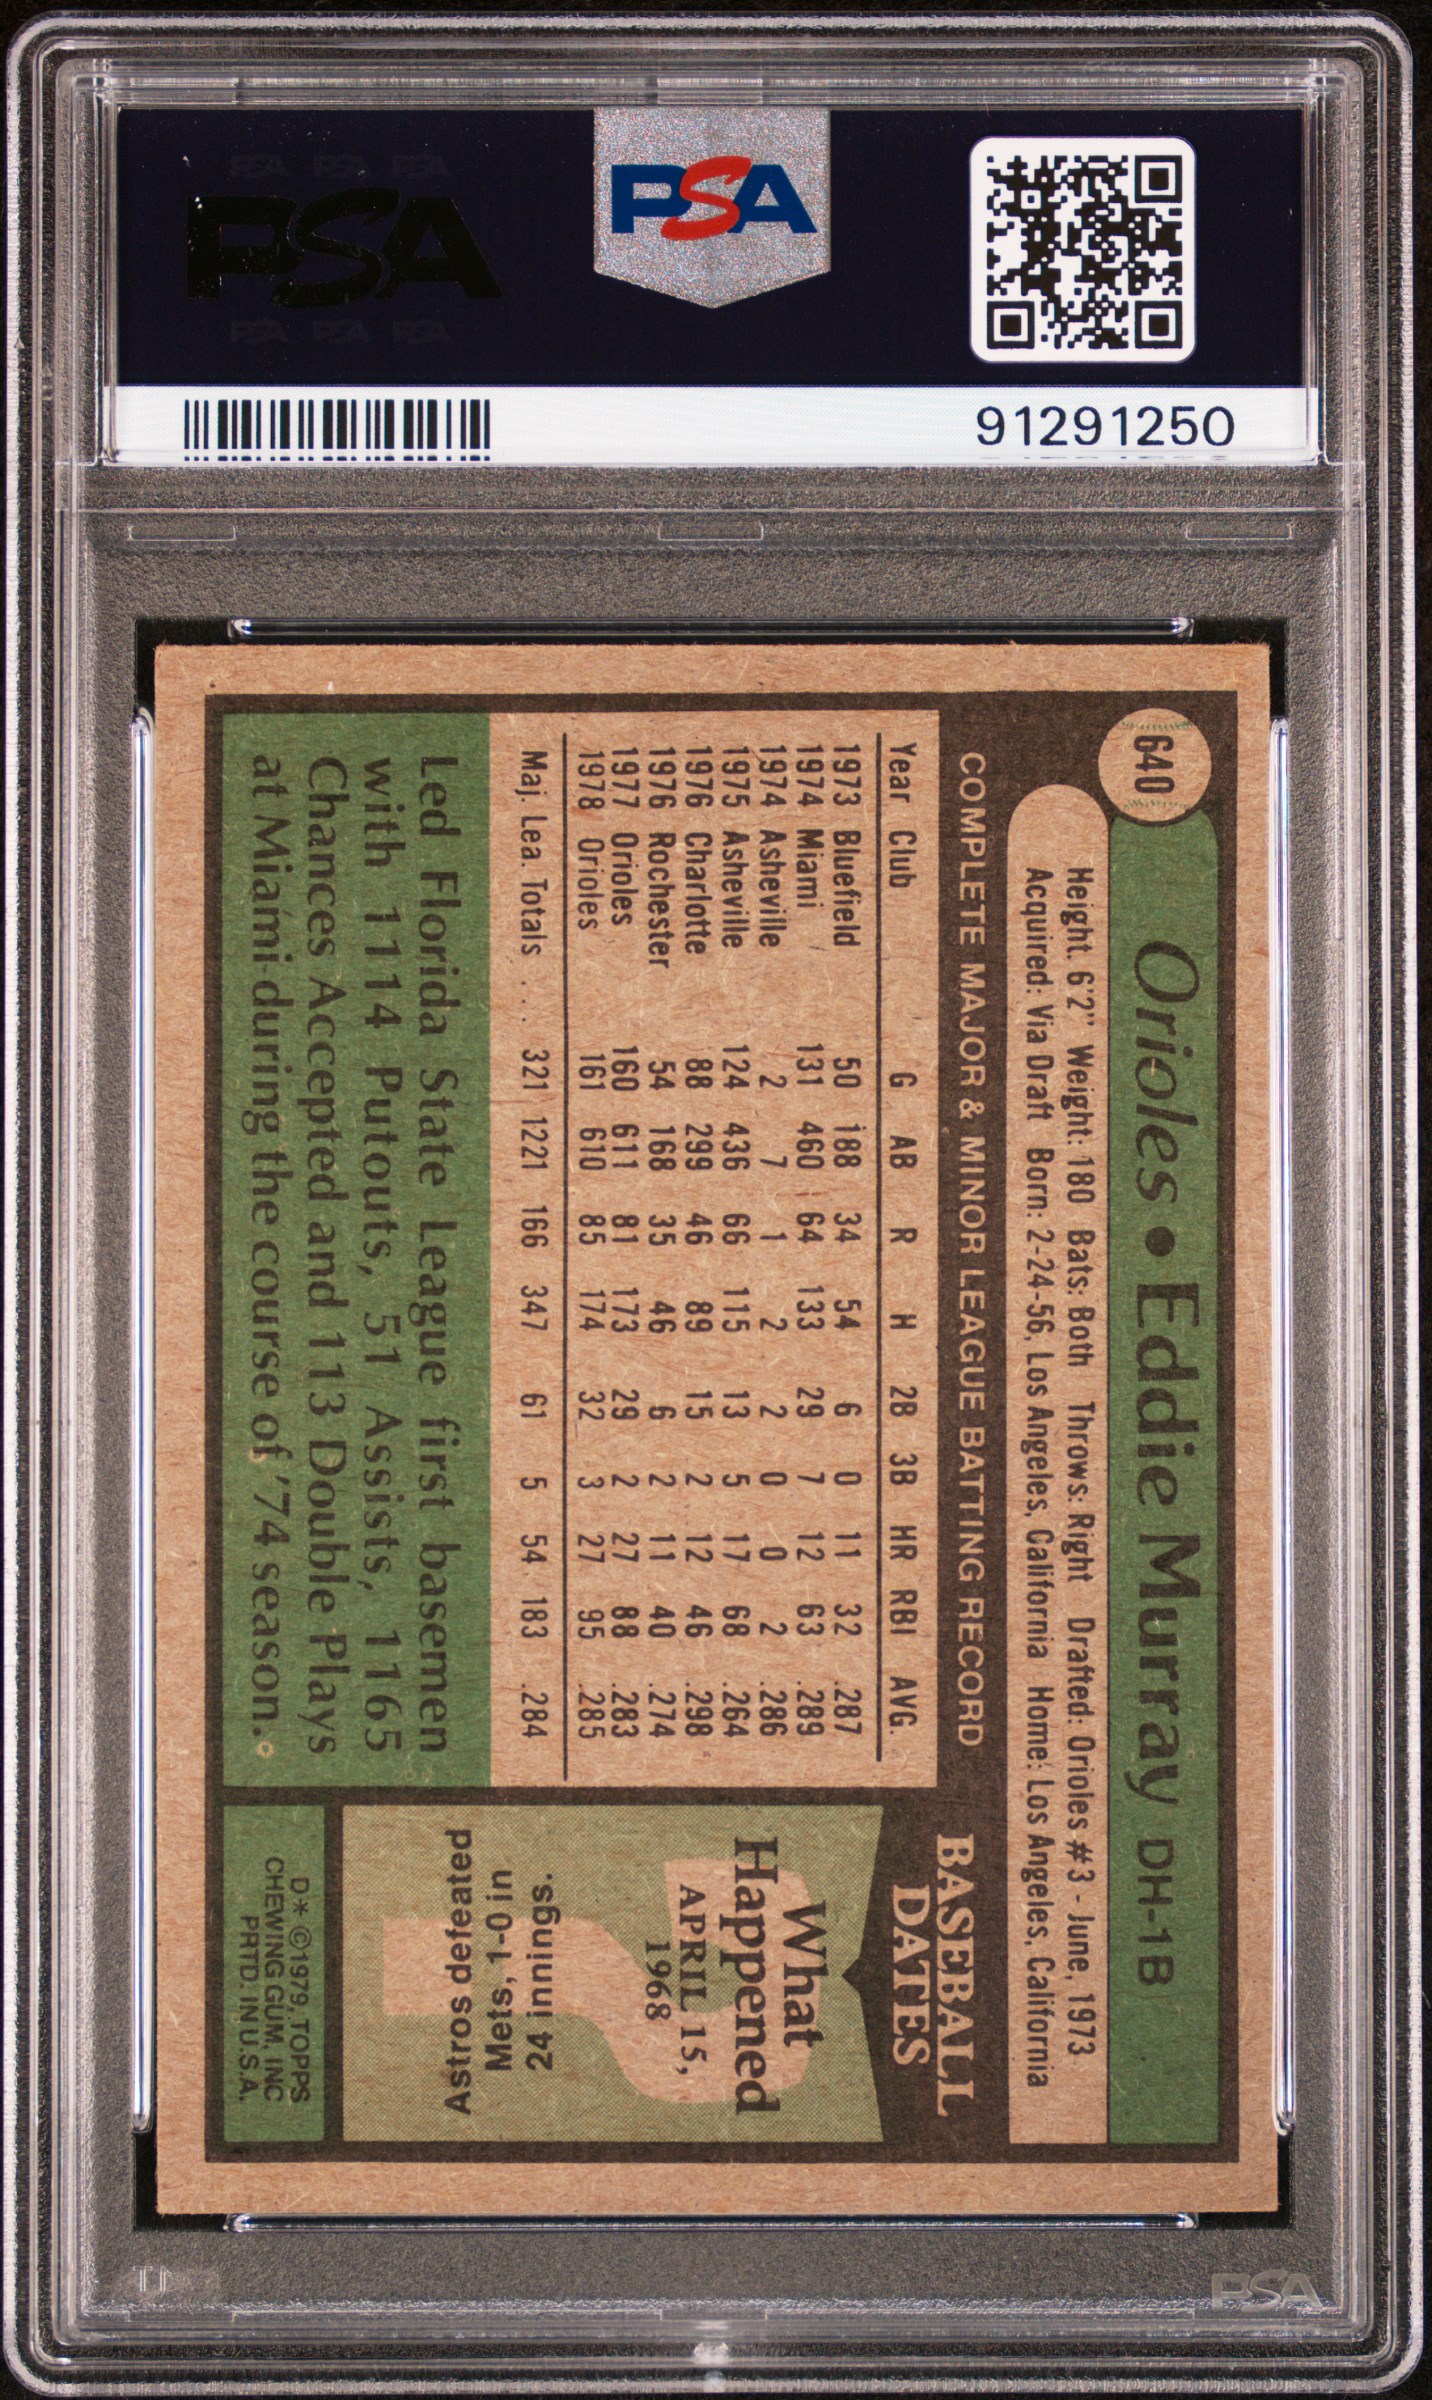 PSA PSA PSA
PSA
PSA PSA PSA
PSA
91291250
640
Orioles • Eddie Murray DH-1B
Height. 6'2" Weight: 180 Bats: Both Throws: Right Drafted: Orioles #3 - June, 1973
Acquired: Via Draft Born: 2-24-56, Los Angeles, California Home: Los Angeles, California
COMPLETE MAJOR & MINOR LEAGUE BATTING RECORD
Year Club G AB R H 2B 3B HR RBI AVG.
1973 Bluefield 50 188 34 54 6 0 11 32 .287
1974 Miami 131 460 64 133 29 7 12 63 .289
1974 Asheville 2 7 1 2 2 0 0 2 .286
1975 Asheville 124 436 66 115 13 5 17 68 .264
1976 Charlotte 88 299 46 89 15 2 12 46 .298
1976 Rochester 54 168 35 46 6 2 11 40 .274
1977 Orioles 160 611 81 173 29 2 27 88 .283
1978 Orioles 161 610 85 174 32 3 27 95 .285
Maj. Lea. Totals . . . 321 1221 166 347 61 5 54 183 .284
Led Florida State League first basemen
with 1114 Putouts, 51 Assists, 1165
Chances Accepted and 113 Double Plays
at Miami during the course of '74 season.
BASEBALL
DATES
What
Happened
APRIL 15,
1968
?
Astros defeated
Mets, 1-0 in
24 innings.
D* ©1979, TOPPS
CHEWING GUM, INC
PRTD. IN U.S.A.
PSA